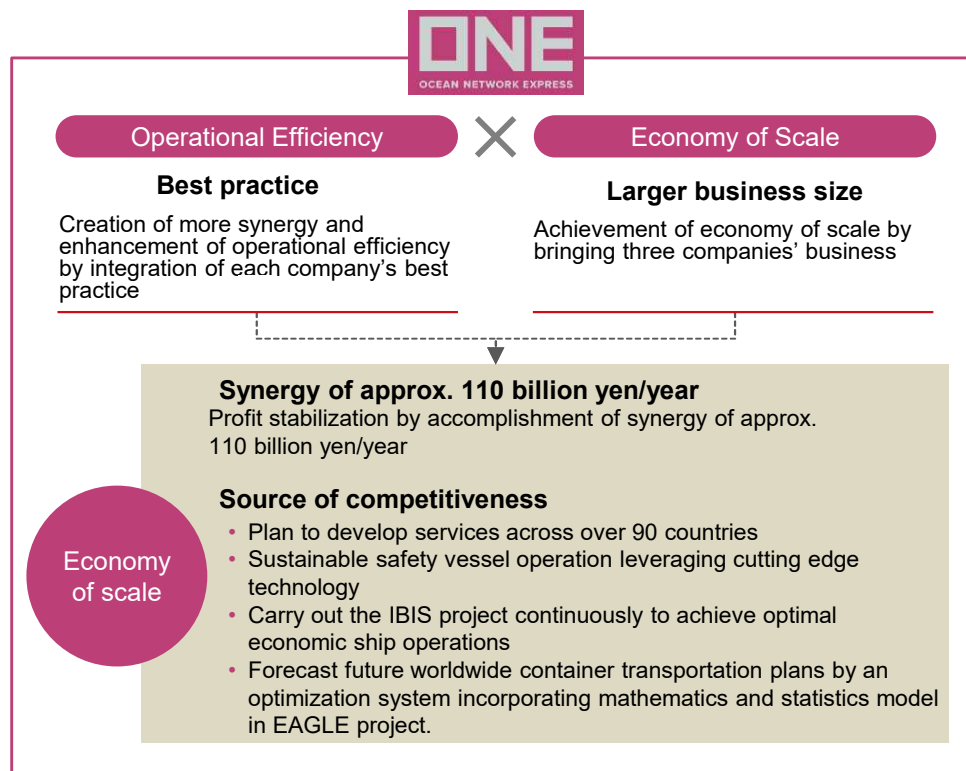 ONE
OCEAN NETWORK EXPRESS
Operational Efficiency
Economy of Scale
Best practice
Creation of more synergy and
enhancement of operational efficiency
by integration of each company's best
practice
Larger business size
Achievement of economy of scale by
bringing three companies' business
Synergy of approx. 110 billion yen/year
Profit stabilization by accomplishment of synergy of approx.
110 billion yen/year
Economy
of scale
Source of competitiveness
• Plan to develop services across over 90 countries
• Sustainable safety vessel operation leveraging cutting edge
technology
• Carry out the IBIS project continuously to achieve optimal
economic ship operations
• Forecast future worldwide container transportation plans by an
optimization system incorporating mathematics and statistics model
in EAGLE project.